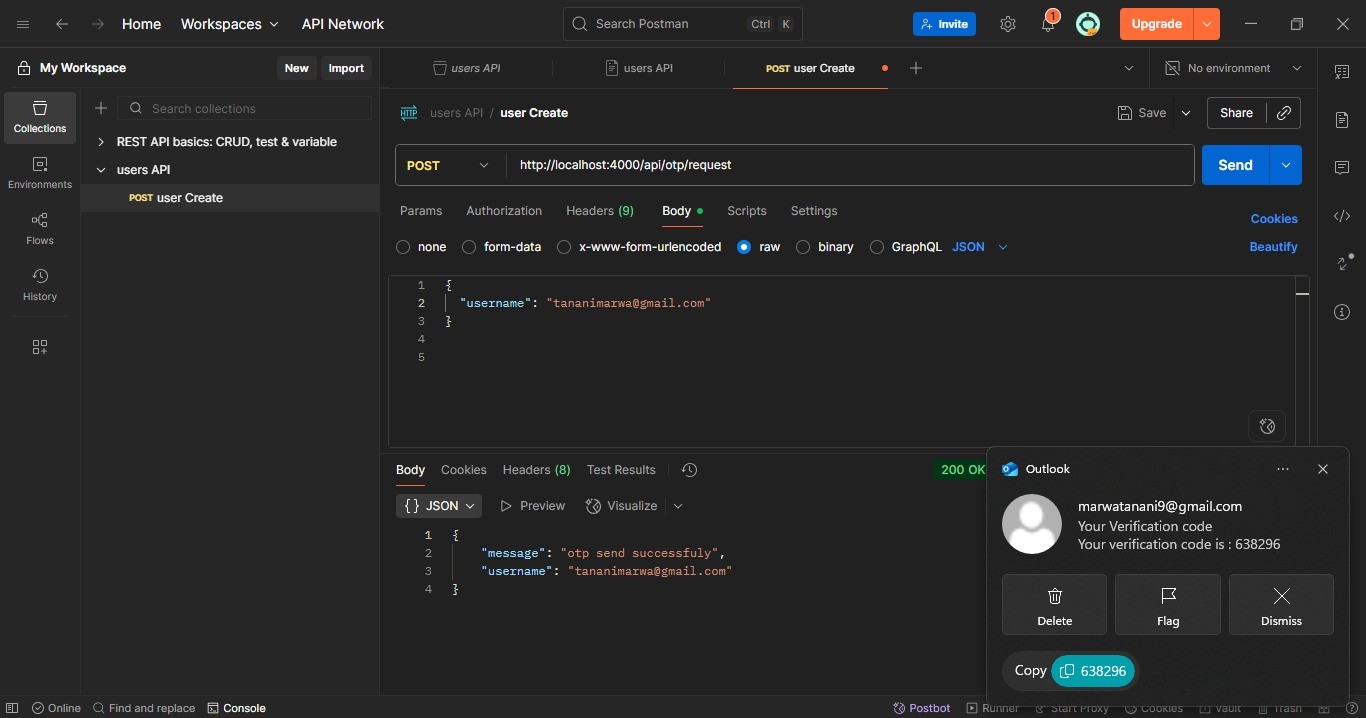 Home Workspaces API Network Search Postman Ctrl K Invite 1 Upgrade
My Workspace New Import users API users API POST user Create No environment
Collections
Environments
Flows
History
Search collections
REST API basics: CRUD, test & variable
users API
POST user Create
HTTP users API / user Create Save Share
POST http://localhost:4000/api/otp/request Send
Params Authorization Headers (9) Body Scripts Settings Cookies
none form-data x-www-form-urlencoded raw binary GraphQL JSON Beautify
1 {
2 "username": "tananimarwa@gmail.com"
3 }
4
5
Body Cookies Headers (8) Test Results 200 OK
{} JSON Preview Visualize
1 {
2 "message": "otp send successfuly",
3 "username": "tananimarwa@gmail.com"
4 }
Outlook
marwatanani9@gmail.com
Your Verification code
Your verification code is : 638296
Delete Flag Dismiss
Copy 638296
Online Find and replace Console Postbot Runner Start Proxy Cookies Vault Trash